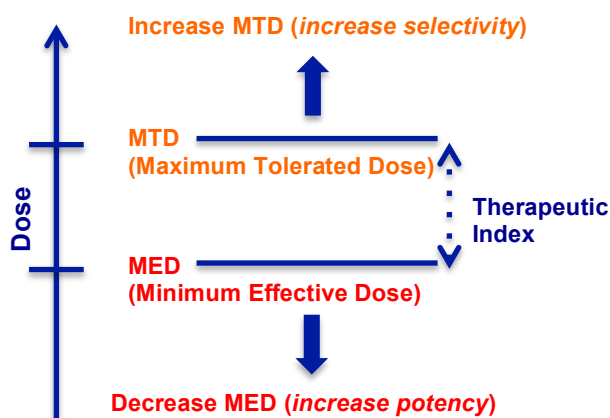 Increase MTD (increase selectivity)
MTD
(Maximum Tolerated Dose)
Dose
Therapeutic
Index
MED
(Minimum Effective Dose)
Decrease MED (increase potency)